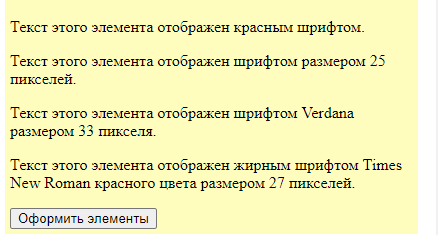 Текст этого элемента отображен красным шрифтом.
Текст этого элемента отображен шрифтом размером 25
пикселей.
Текст этого элемента отображен шрифтом Verdana
размером 33 пикселя.
Текст этого элемента отображен жирным шрифтом Times
New Roman красного цвета размером 27 пикселей.
Оформить элементы